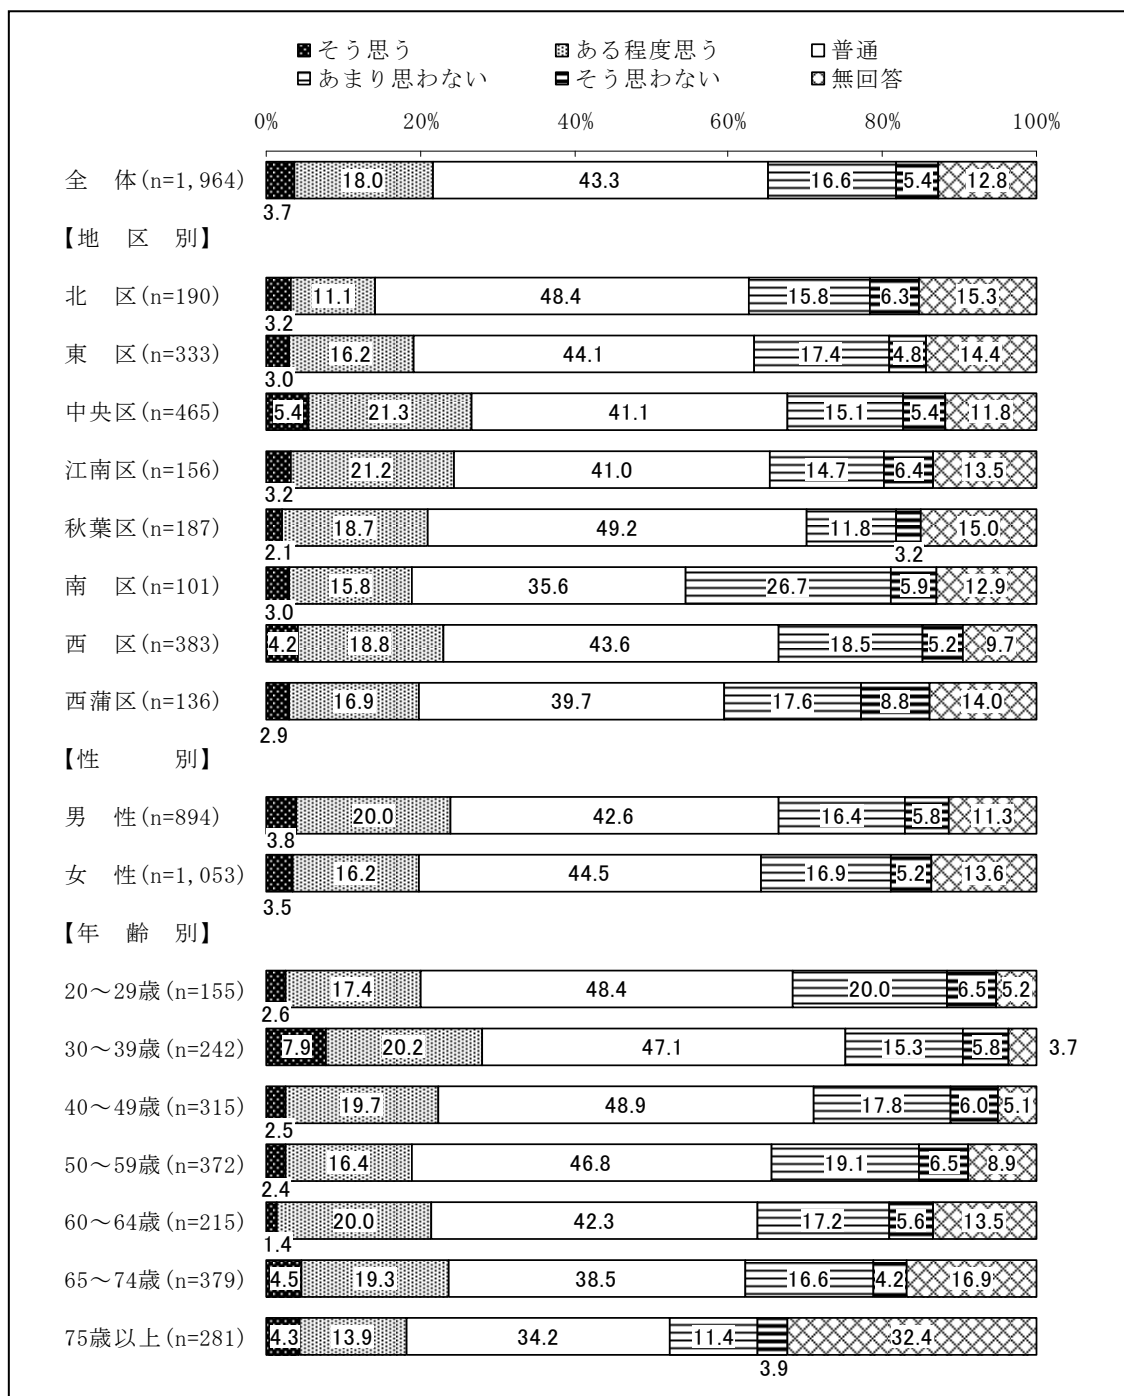 そう思う ある程度思う 普通
あまり思わない そう思わない 無回答
0% 20% 40% 60% 80% 100%
全 体(n=1,964) 18.0 43.3 16.6 5.4 12.8
3.7
【地 区 別】
北 区(n=190) 11.1 48.4 15.8 6.3 15.3
3.2
東 区(n=333) 16.2 44.1 17.4 4.8 14.4
3.0
中央区(n=465) 5.4 21.3 41.1 15.1 5.4 11.8
江南区(n=156) 21.2 41.0 14.7 6.4 13.5
3.2
秋葉区(n=187) 18.7 49.2 11.8 15.0
2.1 3.2
南 区(n=101) 15.8 35.6 26.7 5.9 12.9
3.0
西 区(n=383) 4.2 18.8 43.6 18.5 5.2 9.7
西蒲区(n=136) 16.9 39.7 17.6 8.8 14.0
2.9
【性 別】
男 性(n=894) 20.0 42.6 16.4 5.8 11.3
3.8
女 性(n=1,053) 16.2 44.5 16.9 5.2 13.6
3.5
【年 齢 別】
20～29歳(n=155) 17.4 48.4 20.0 6.5 5.2
2.6
30～39歳(n=242) 7.9 20.2 47.1 15.3 5.8 3.7
40～49歳(n=315) 19.7 48.9 17.8 6.0 5.1
2.5
50～59歳(n=372) 16.4 46.8 19.1 6.5 8.9
2.4
60～64歳(n=215) 20.0 42.3 17.2 5.6 13.5
1.4
65～74歳(n=379) 4.5 19.3 38.5 16.6 4.2 16.9
75歳以上(n=281) 4.3 13.9 34.2 11.4 32.4
3.9